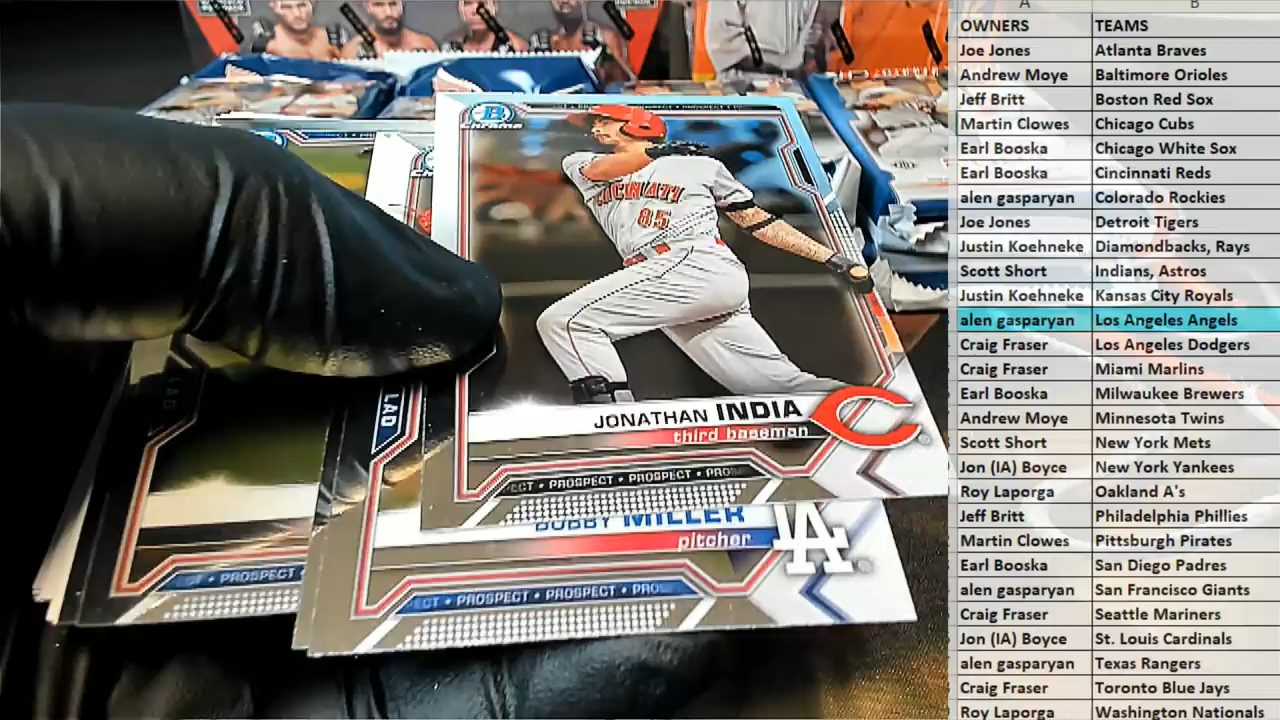 A B
OWNERS TEAMS
Joe Jones Atlanta Braves
Andrew Moye Baltimore Orioles
Jeff Britt Boston Red Sox
Martin Clowes Chicago Cubs
Earl Booska Chicago White Sox
Earl Booska Cincinnati Reds
alen gasparyan Colorado Rockies
Joe Jones Detroit Tigers
Justin Koehneke Diamondbacks, Rays
Scott Short Indians, Astros
Justin Koehneke Kansas City Royals
alen gasparyan Los Angeles Angels
Craig Fraser Los Angeles Dodgers
Craig Fraser Miami Marlins
Earl Booska Milwaukee Brewers
Andrew Moye Minnesota Twins
Scott Short New York Mets
Jon (IA) Boyce New York Yankees
Roy Laporga Oakland A's
Jeff Britt Philadelphia Phillies
Martin Clowes Pittsburgh Pirates
Earl Booska San Diego Padres
alen gasparyan San Francisco Giants
Craig Fraser Seattle Mariners
Jon (IA) Boyce St. Louis Cardinals
alen gasparyan Texas Rangers
Craig Fraser Toronto Blue Jays
Roy Laporga Washington Nationals
B
Chrome
CINCINNATI
85
JONATHAN INDIA
third baseman
C
ECT • PROSPECT • PROSPECT • PROS
LAD
BOBBY MILLER
pitcher
LA
ECT • PROSPECT • PROSPECT • PRO
LAD
• PROSPECT